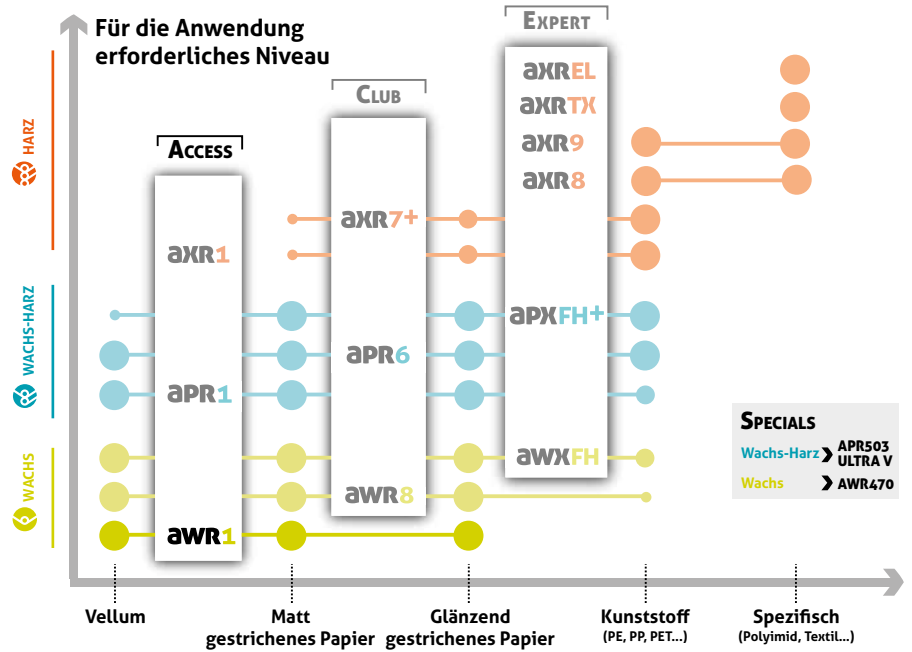 Für die Anwendung
erforderliches Niveau
EXPERT
CLUB
ACCESS
HARZ
WACHS-HARZ
WACHS
aXREL
aXRTX
aXR9
aXR8
aXR7+
aXR1
aPXFH+
aPR6
aPR1
aWXFH
aWR8
aWR1
SPECIALS
Wachs-Harz APR503
ULTRA V
Wachs AWR470
Vellum
Matt
gestrichenes Papier
Glänzend
gestrichenes Papier
Kunststoff
(PE, PP, PET...)
Spezifisch
(Polyimid, Textil...)